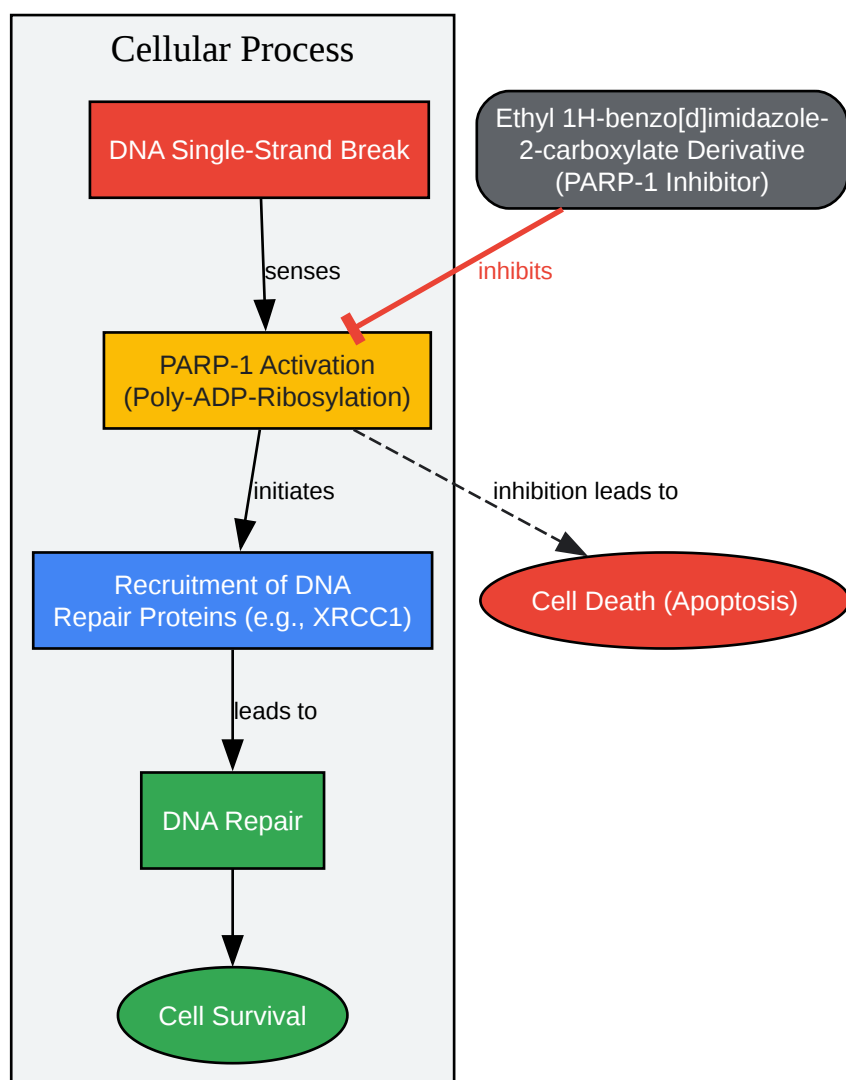 Cellular Process
DNA Single-Strand Break
Ethyl 1H-benzo[d]imidazole-
2-carboxylate Derivative
(PARP-1 Inhibitor)
senses
inhibits
PARP-1 Activation
(Poly-ADP-Ribosylation)
initiates
inhibition leads to
Recruitment of DNA
Repair Proteins (e.g., XRCC1)
Cell Death (Apoptosis)
leads to
DNA Repair
Cell Survival